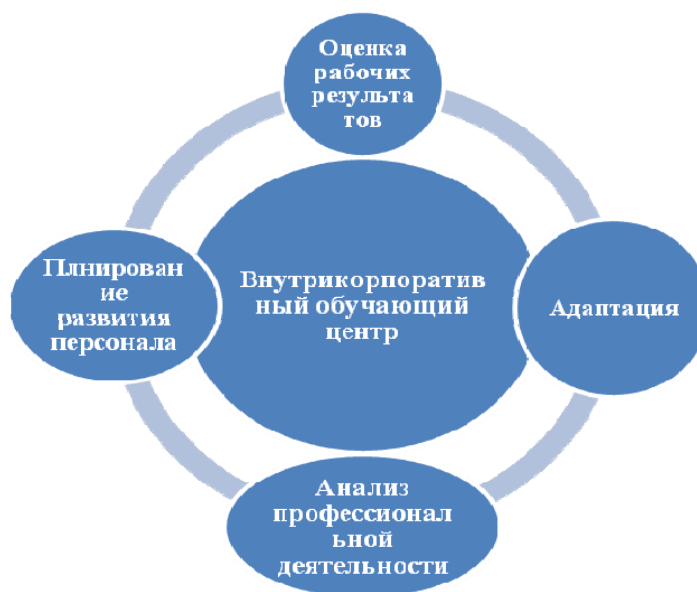 Оценка
рабочих
результа
тов
Плнирован
ие
развития
персонала
Внутрикорпоратив
ный обучающий
центр
Адаптация
Анализ
профессионал
ьной
деятельности